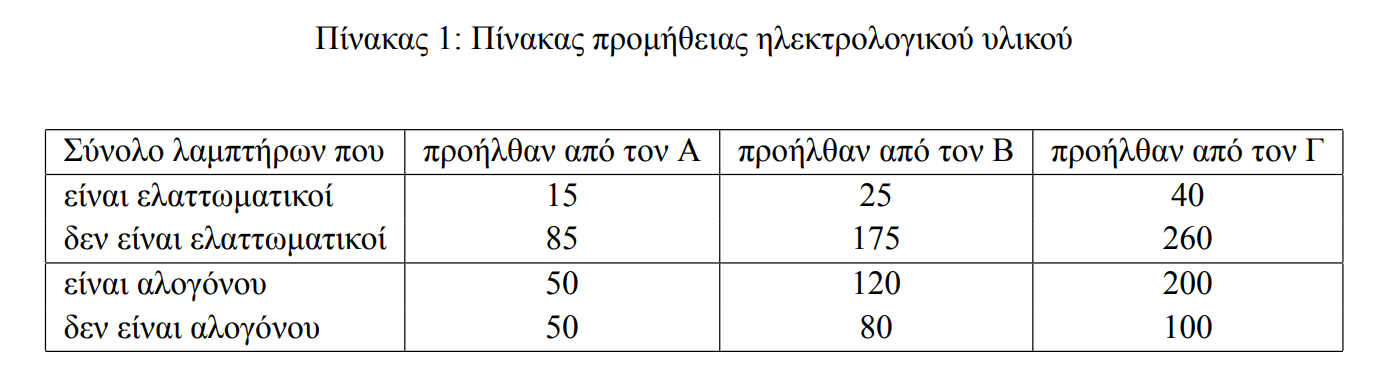 Πίνακας 1: Πίνακας προμήθειας ηλεκτρολογικού υλικού
Σύνολο λαμπτήρων που προήλθαν από τον Α προήλθαν από τον Β προήλθαν από τον Γ
είναι ελαττωματικοί 15 25 40
δεν είναι ελαττωματικοί 85 175 260
είναι αλογόνου 50 120 200
δεν είναι αλογόνου 50 80 100